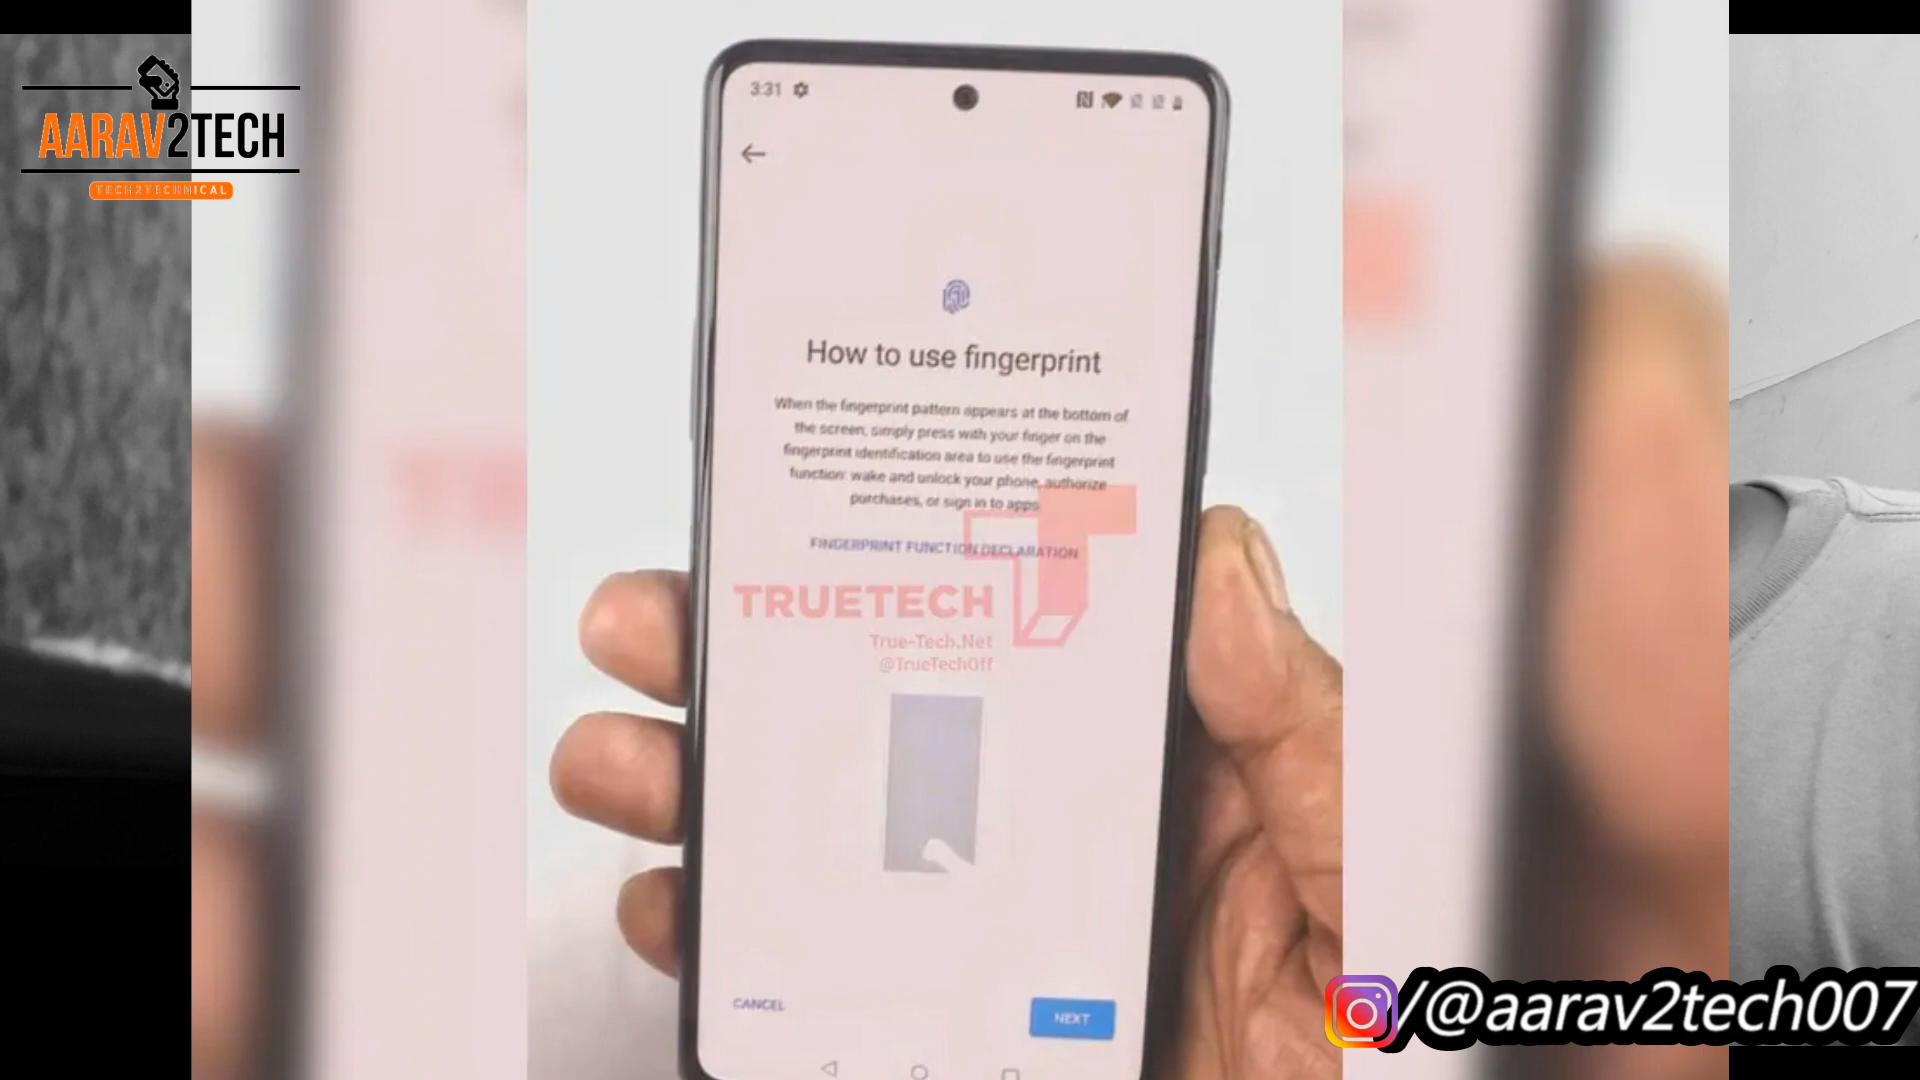 AARAV2TECH
TECH2TECHNICAL
3:31
How to use fingerprint
When the fingerprint pattern appears at the bottom of
the screen, simply press with your finger on the
fingerprint identification area to use the fingerprint
function: wake and unlock your phone, authorize
purchases, or sign in to apps
FINGERPRINT FUNCTION DECLARATION
TRUETECH
True-Tech.Net
@TrueTechOff
CANCEL
NEXT
/@aarav2tech007